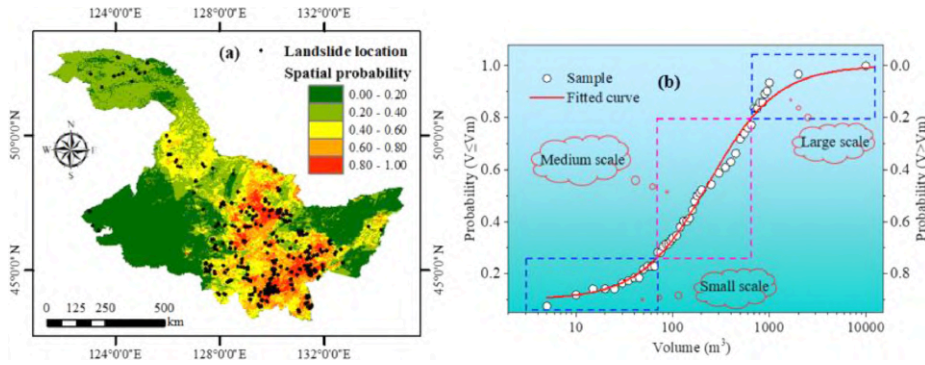 124°0'0"E 128°0'0"E 132°0'0"E
(a)
Landslide location
Spatial probability
0.00 - 0.20
0.20 - 0.40
0.40 - 0.60
0.60 - 0.80
0.80 - 1.00
50°0'0"N
45°0'0"N
50°0'0"N
45°0'0"N
0 125 250 500
km
124°0'0"E 128°0'0"E 132°0'0"E
(b)
Sample
Fitted curve
Medium scale
Large scale
Small scale
Probability (V≤Vm)
1.0
0.8
0.6
0.4
0.2
Probability (V>Vm)
0.0
0.2
0.4
0.6
0.8
10 100 1000 10000
Volume (m³)